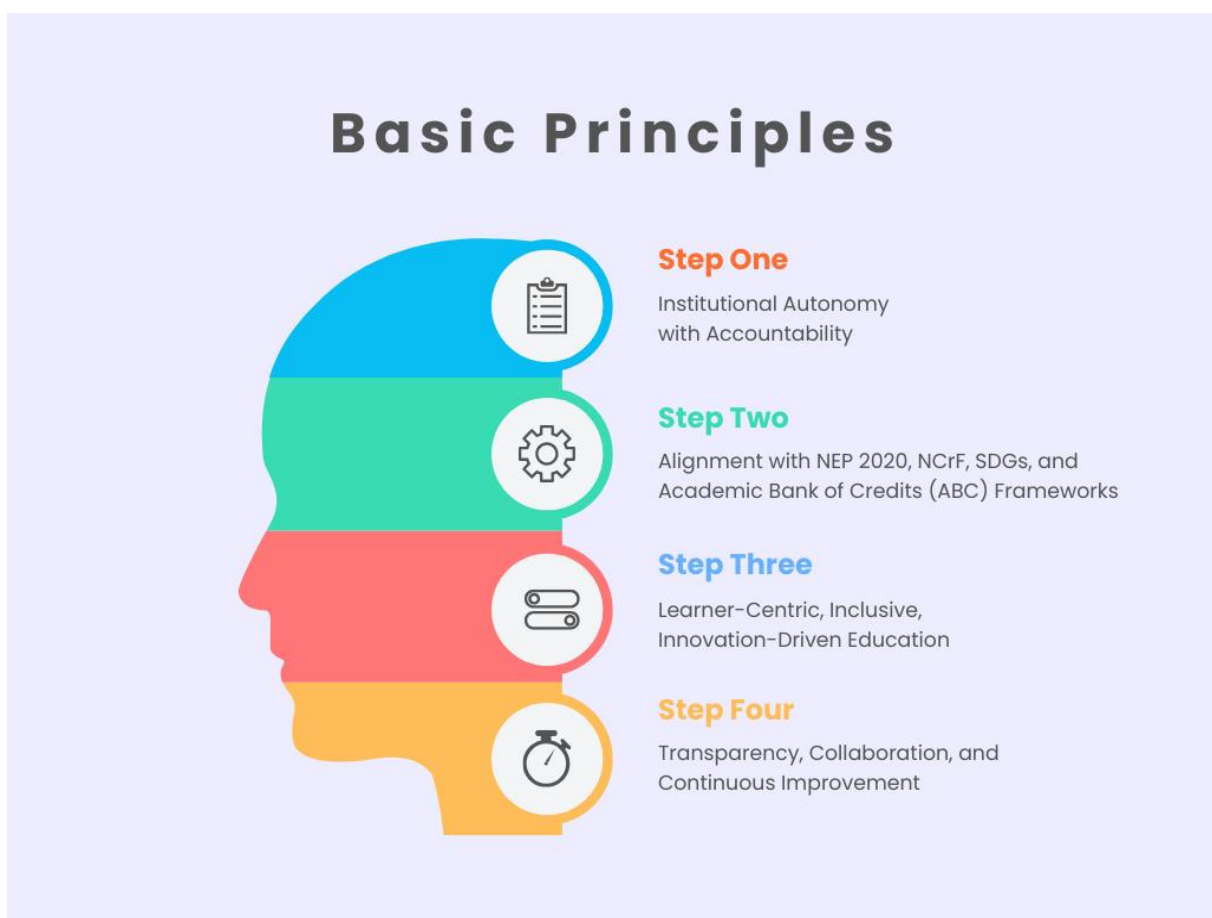 Basic Principles
Step One
Institutional Autonomy
with Accountability
Step Two
Alignment with NEP 2020, NCrF, SDGs, and
Academic Bank of Credits (ABC) Frameworks
Step Three
Learner-Centric, Inclusive,
Innovation-Driven Education
Step Four
Transparency, Collaboration, and
Continuous Improvement